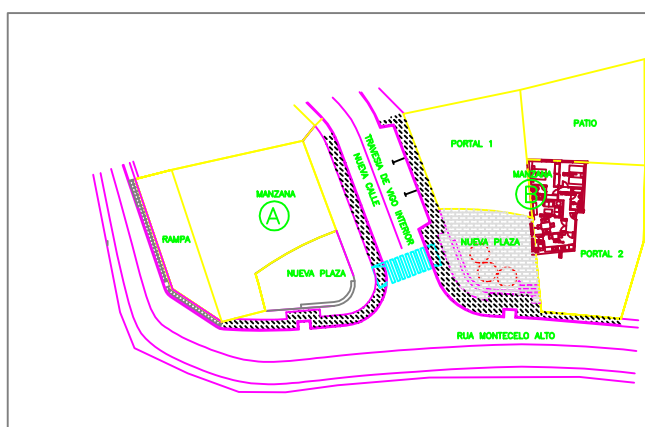 PATIO
PORTAL 1
TRAVESIA DE VIGO INTERIOR
NUEVA CALLE
MANZANA
B
MANZANA
A
RAMPA
NUEVA PLAZA
NUEVA PLAZA
PORTAL 2
RUA MONTECELO ALTO